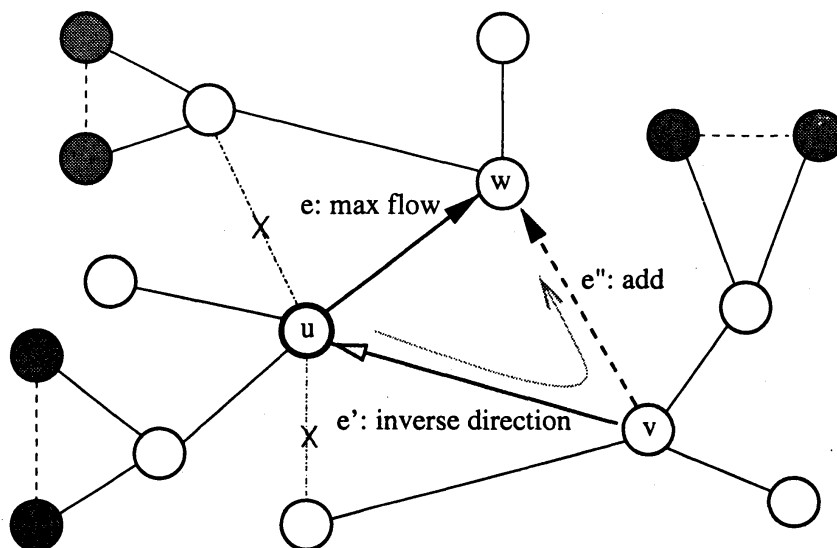 w
e: max flow
X
e": add
u
e': inverse direction
v
X